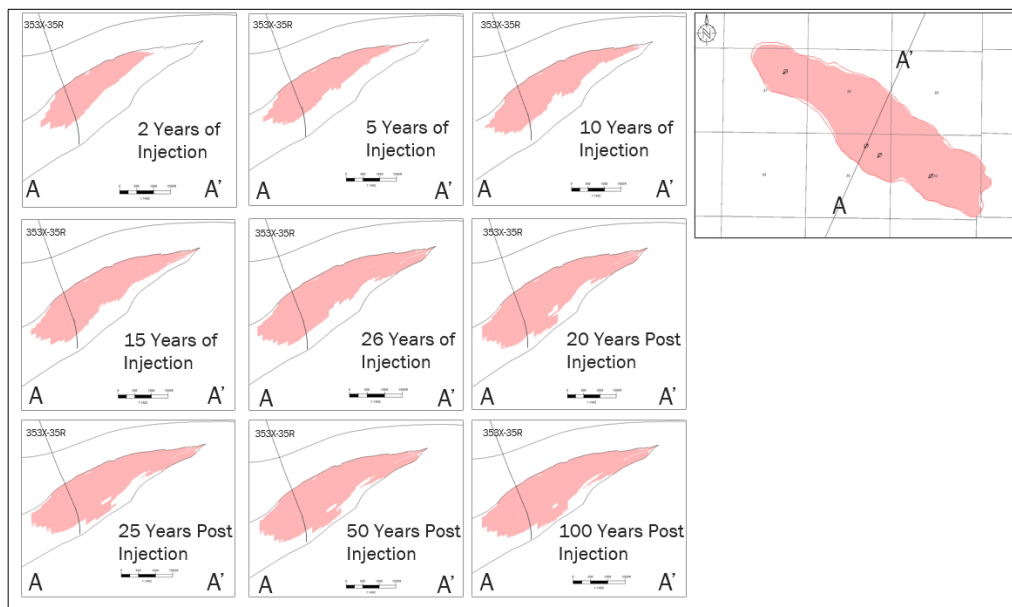 353X-35R
2 Years of
Injection
A A'
353X-35R
5 Years of
Injection
A A'
353X-35R
10 Years of
Injection
A A'
N
A'
A
353X-35R
15 Years of
Injection
A A'
353X-35R
26 Years of
Injection
A A'
353X-35R
20 Years Post
Injection
A A'
353X-35R
25 Years Post
Injection
A A'
353X-35R
50 Years Post
Injection
A A'
353X-35R
100 Years Post
Injection
A A'